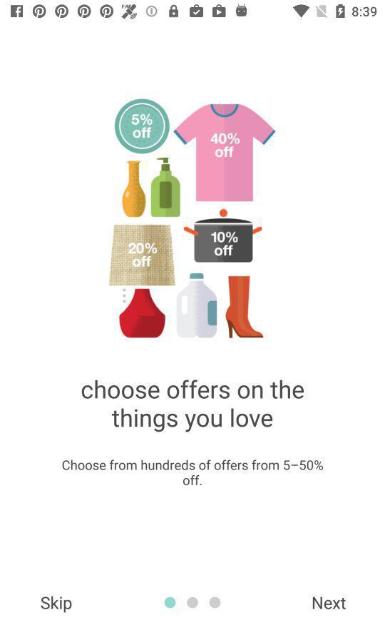 8:39
5%
off
40%
off
20%
off
10%
off
choose offers on the
things you love
Choose from hundreds of offers from 5–50%
off.
Skip
Next